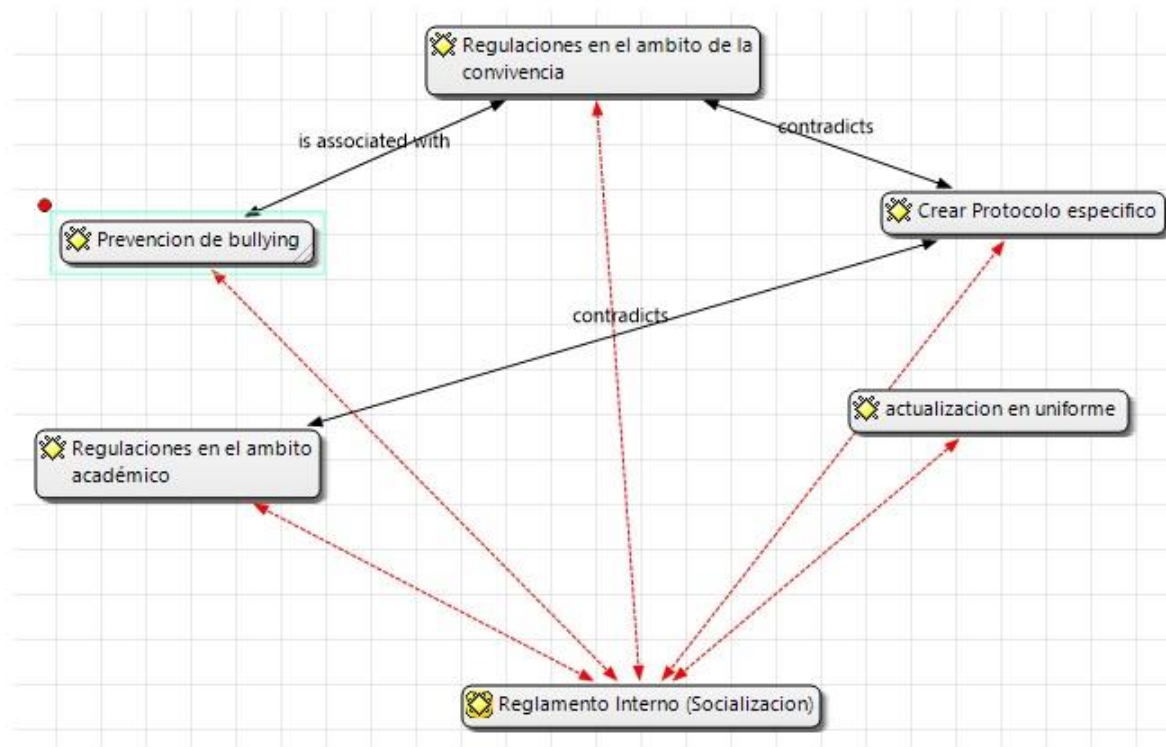 Regulaciones en el ambito de la
convivencia
is associated with
contradicts
Crear Protocolo especifico
Prevencion de bullying
contradicts
actualizacion en uniforme
Regulaciones en el ambito
académico
Reglamento Interno (Socializacion)